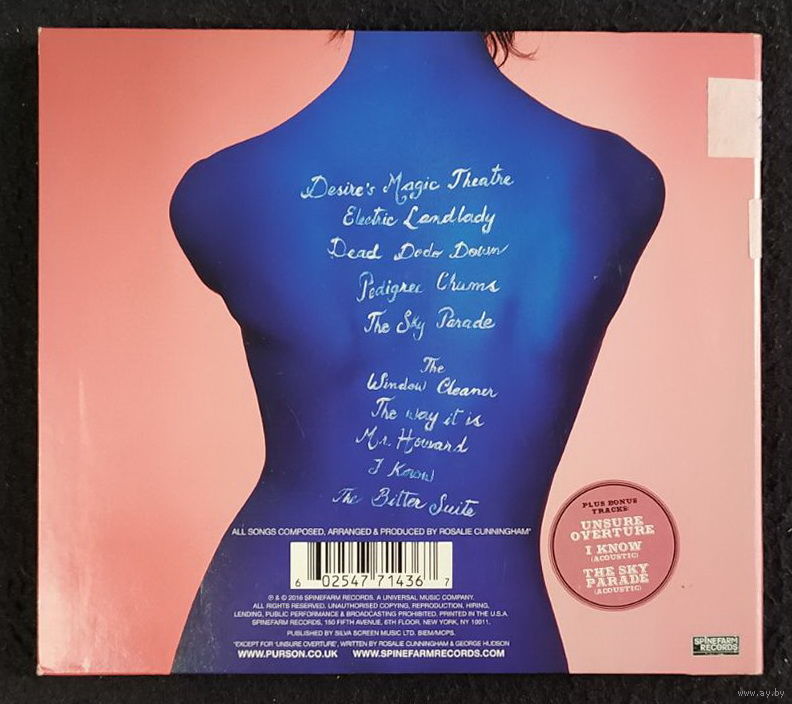 Desire's Magic Theatre
Electric Landlady
Dead Dodo Down
Pedigree Chums
The Sky Parade
The
Window Cleaner
The way it is
Mr. Howard
I Know
The Bitter Suite
PLUS BONUS
TRACKS:
UNSURE
OVERTURE
I KNOW
(ACOUSTIC)
THE SKY
PARADE
(ACOUSTIC)
ALL SONGS COMPOSED, ARRANGED & PRODUCED BY ROSALIE CUNNINGHAM*
6 02547 71436 7
℗ & © 2016 SPINEFARM RECORDS. A UNIVERSAL MUSIC COMPANY.
ALL RIGHTS RESERVED. UNAUTHORISED COPYING, REPRODUCTION, HIRING,
LENDING, PUBLIC PERFORMANCE & BROADCASTING PROHIBITED. PRINTED IN THE U.S.A.
SPINEFARM RECORDS, 150 FIFTH AVENUE, 6TH FLOOR, NEW YORK, NY 10011.
PUBLISHED BY SILVA SCREEN MUSIC LTD. BIEM/MCPS.
*EXCEPT FOR 'UNSURE OVERTURE', WRITTEN BY ROSALIE CUNNINGHAM & GEORGE HUDSON
WWW.PURSON.CO.UK WWW.SPINEFARMRECORDS.COM
SPINEFARM
RECORDS
www.ay.by